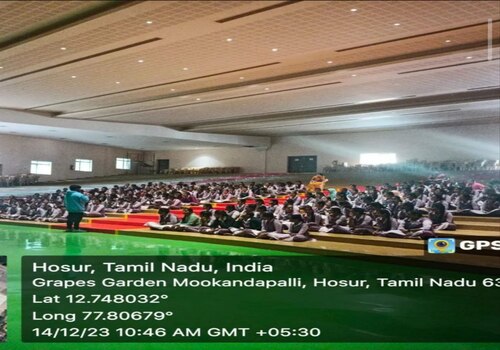 GPS
Hosur, Tamil Nadu, India
Grapes Garden Mookandapalli, Hosur, Tamil Nadu 63
Lat 12.748032°
Long 77.80679°
14/12/23 10:46 AM GMT +05:30